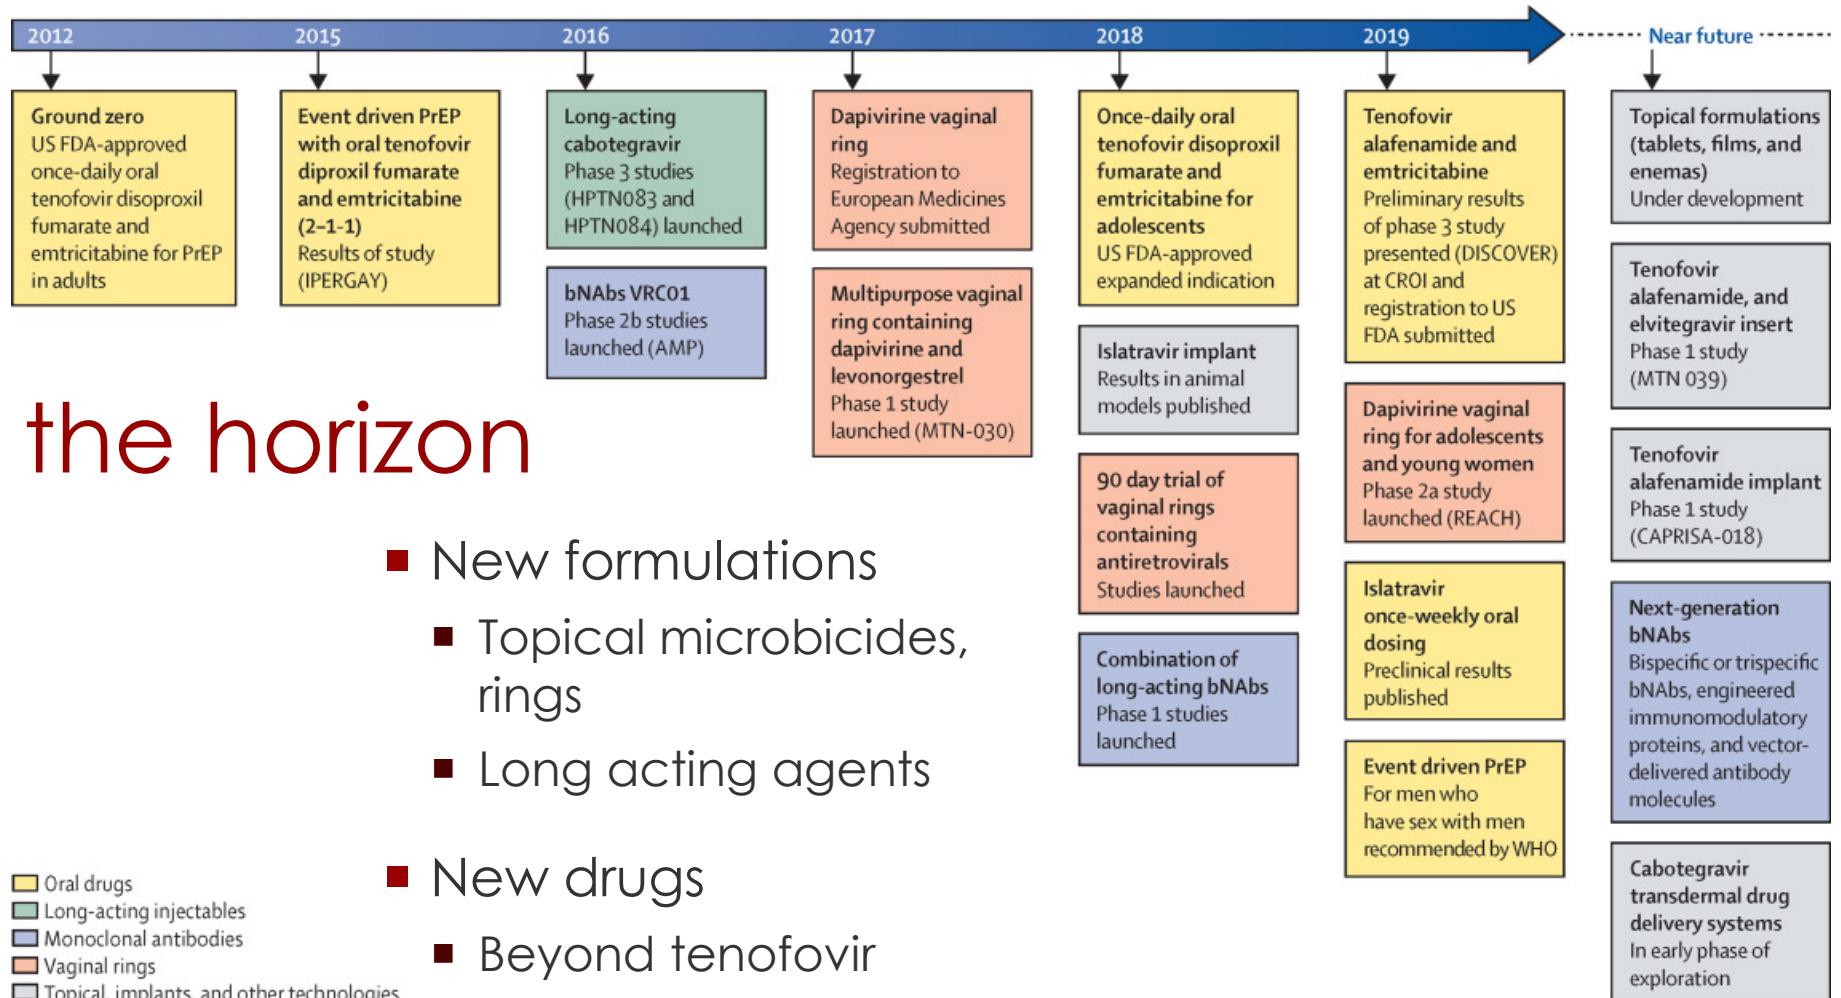 2012
2015
2016
2017
2018
2019
Near future
Ground zero
US FDA-approved
once-daily oral
tenofovir disoproxil
fumarate and
emtricitabine for PrEP
in adults
Event driven PrEP
with oral tenofovir
diproxil fumarate
and emtricitabine
(2–1-1)
Results of study
(IPERGAY)
Long-acting
cabotegravir
Phase 3 studies
(HPTN083 and
HPTN084) launched
bNAbs VRC01
Phase 2b studies
launched (AMP)
Dapivirine vaginal
ring
Registration to
European Medicines
Agency submitted
Multipurpose vaginal
ring containing
dapivirine and
levonorgestrel
Phase 1 study
launched (MTN-030)
Once-daily oral
tenofovir disoproxil
fumarate and
emtricitabine for
adolescents
US FDA-approved
expanded indication
Islatravir implant
Results in animal
models published
90 day trial of
vaginal rings
containing
antiretrovirals
Studies launched
Combination of
long-acting bNAbs
Phase 1 studies
launched
Tenofovir
alafenamide and
emtricitabine
Preliminary results
of phase 3 study
presented (DISCOVER)
at CROI and
registration to US
FDA submitted
Dapivirine vaginal
ring for adolescents
and young women
Phase 2a study
launched (REACH)
Islatravir
once-weekly oral
dosing
Preclinical results
published
Event driven PrEP
For men who
have sex with men
recommended by WHO
Topical formulations
(tablets, films, and
enemas)
Under development
Tenofovir
alafenamide, and
elvitegravir insert
Phase 1 study
(MTN 039)
Tenofovir
alafenamide implant
Phase 1 study
(CAPRISA-018)
Next-generation
bNAbs
Bispecific or trispecific
bNAbs, engineered
immunomodulatory
proteins, and vector-
delivered antibody
molecules
Cabotegravir
transdermal drug
delivery systems
In early phase of
exploration
the horizon
New formulations
Topical microbicides,
rings
Long acting agents
New drugs
Beyond tenofovir
Oral drugs
Long-acting injectables
Monoclonal antibodies
Vaginal rings
Topical, implants, and other technologies